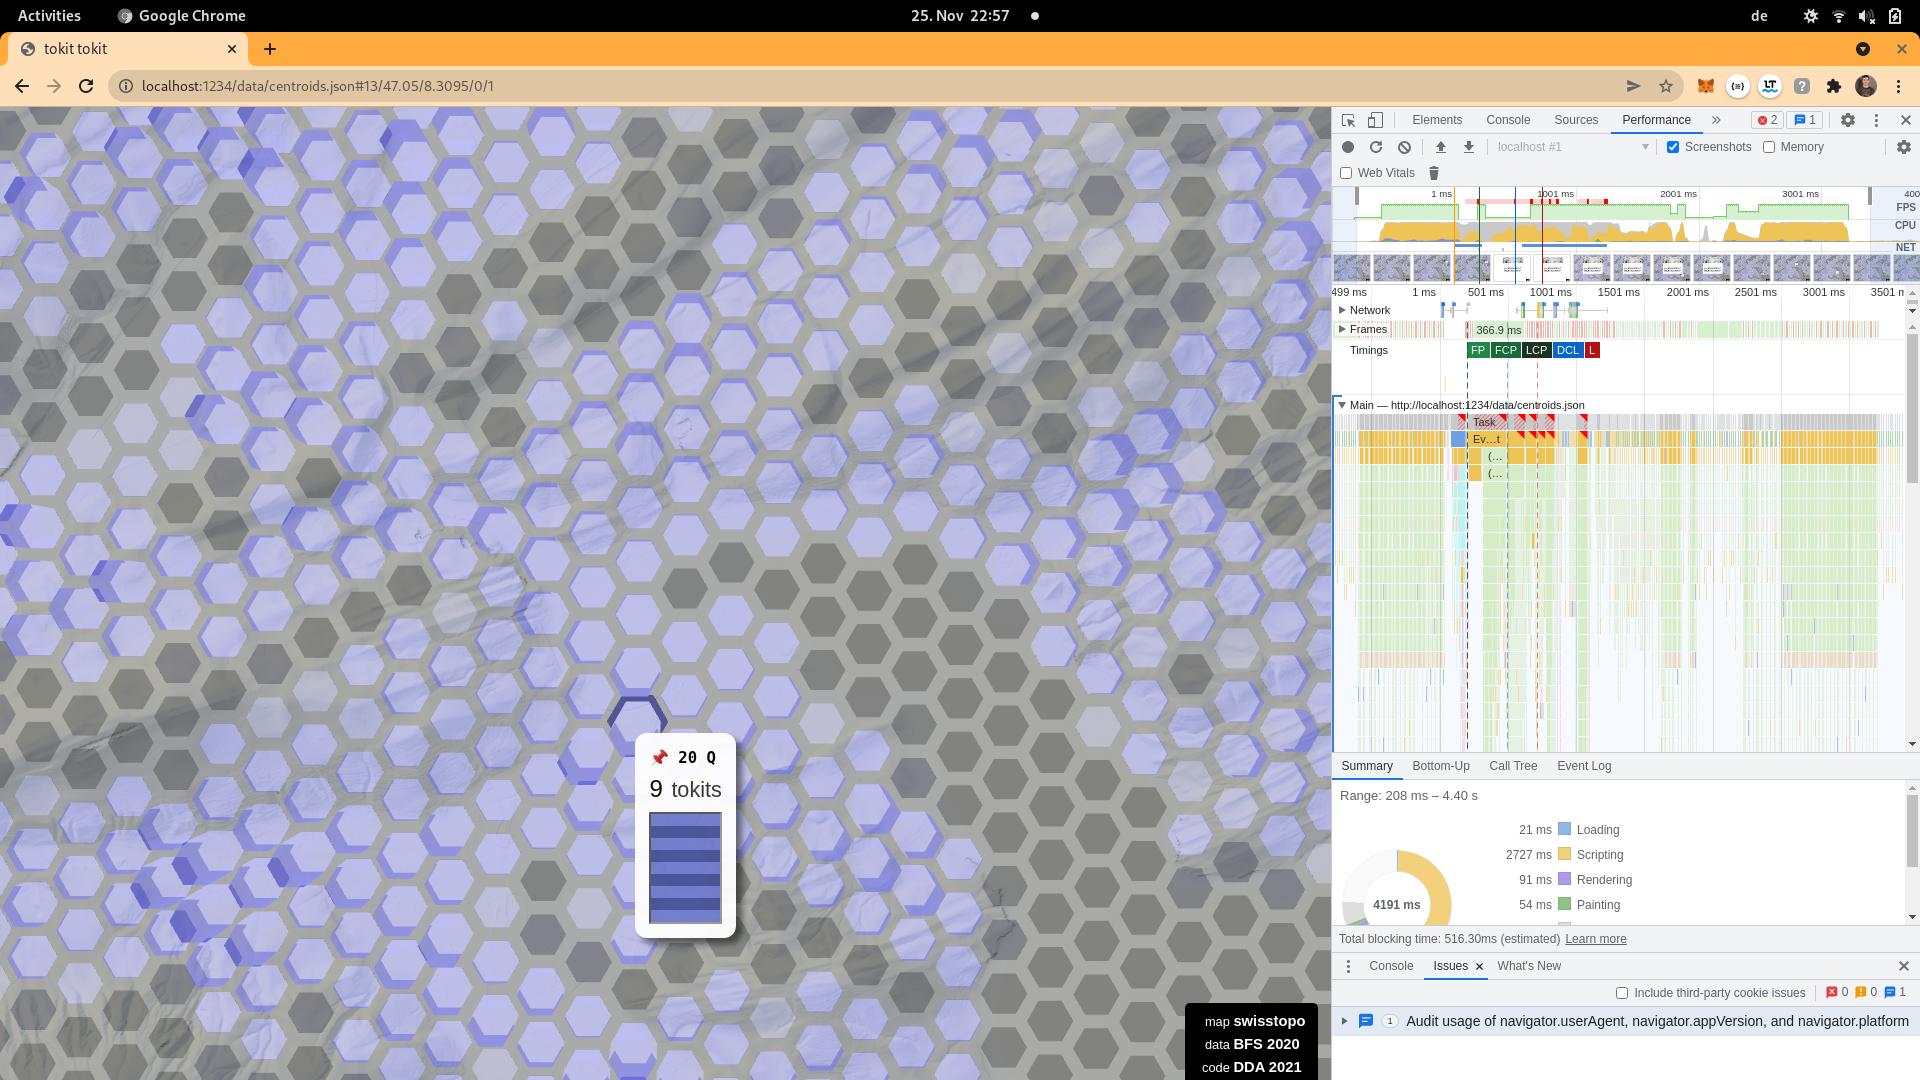 Activities Google Chrome 25. Nov 22:57 de
tokit tokit
localhost:1234/data/centroids.json#13/47.05/8.3095/0/1
Elements Console Sources Performance 2 1
localhost #1 Screenshots Memory
Web Vitals
1 ms 1001 ms 2001 ms 3001 ms 400
FPS
CPU
NET
499 ms 1 ms 501 ms 1001 ms 1501 ms 2001 ms 2501 ms 3001 ms 3501 m
Network
Frames 366.9 ms
Timings FP FCP LCP DCL L
Main — http://localhost:1234/data/centroids.json
Task
Ev…t
(…
(…
20 Q
9 tokits
Summary Bottom-Up Call Tree Event Log
Range: 208 ms – 4.40 s
21 ms Loading
2727 ms Scripting
91 ms Rendering
54 ms Painting
4191 ms
Total blocking time: 516.30ms (estimated) Learn more
Console Issues What's New
Include third-party cookie issues 0 0 1
1 Audit usage of navigator.userAgent, navigator.appVersion, and navigator.platform
map swisstopo
data BFS 2020
code DDA 2021